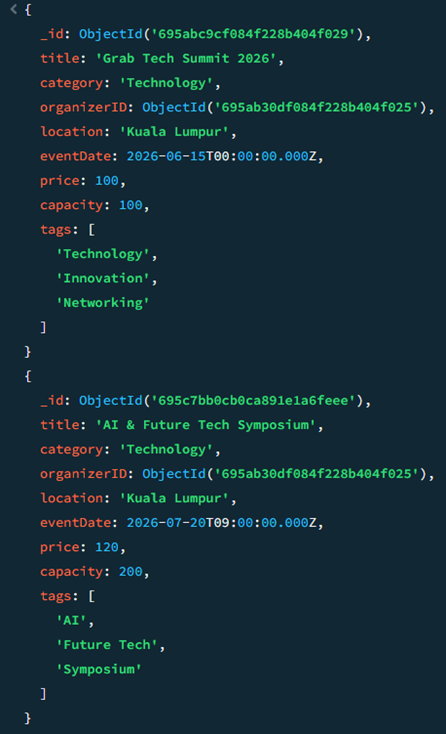 {
_id: ObjectId('695abc9cf084f228b404f029'),
title: 'Grab Tech Summit 2026',
category: 'Technology',
organizerID: ObjectId('695ab30df084f228b404f025'),
location: 'Kuala Lumpur',
eventDate: 2026-06-15T00:00:00.000Z,
price: 100,
capacity: 100,
tags: [
'Technology',
'Innovation',
'Networking'
]
}
{
_id: ObjectId('695c7bb0cb0ca891e1a6feee'),
title: 'AI & Future Tech Symposium',
category: 'Technology',
organizerID: ObjectId('695ab30df084f228b404f025'),
location: 'Kuala Lumpur',
eventDate: 2026-07-20T09:00:00.000Z,
price: 120,
capacity: 200,
tags: [
'AI',
'Future Tech',
'Symposium'
]
}